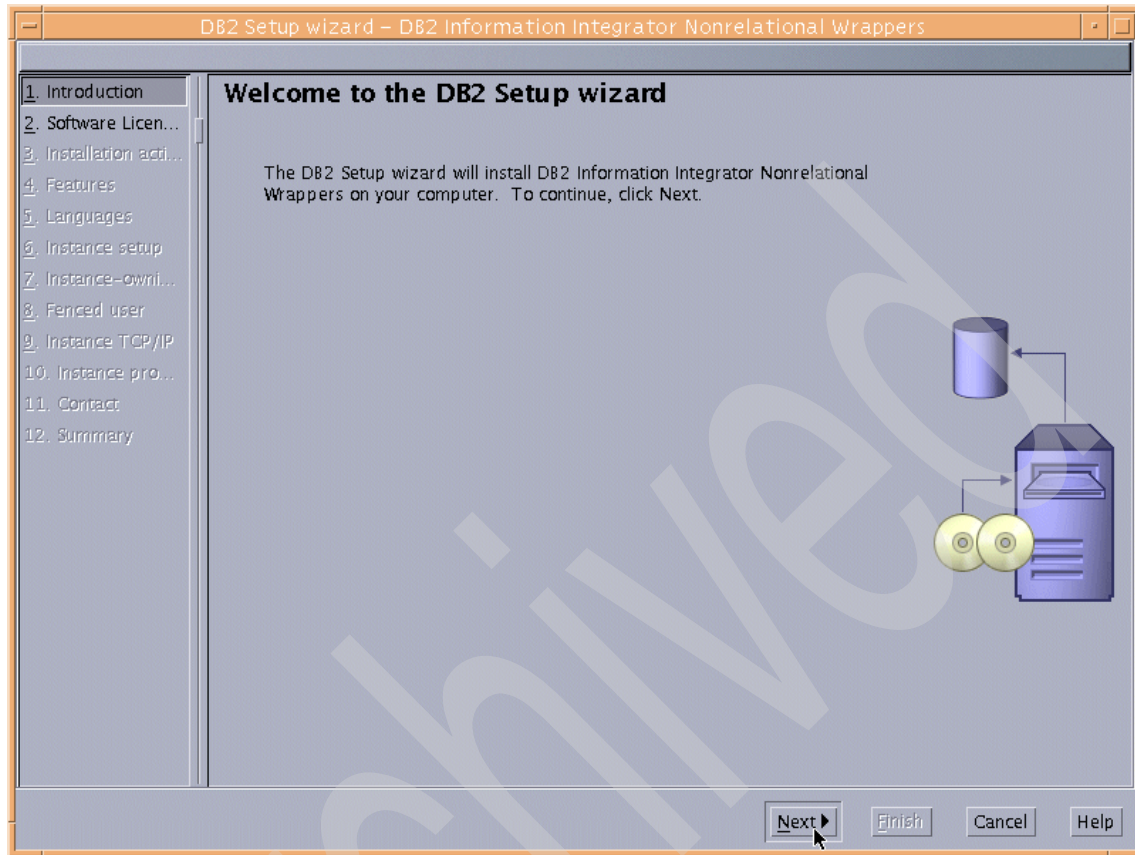 DB2 Setup wizard – DB2 Information Integrator Nonrelational Wrappers
1. Introduction
2. Software Licen...
3. Installation acti...
4. Features
5. Languages
6. Instance setup
7. Instance-owni...
8. Fenced user
9. Instance TCP/IP
10. Instance pro...
11. Contact
12. Summary
Welcome to the DB2 Setup wizard
The DB2 Setup wizard will install DB2 Information Integrator Nonrelational
Wrappers on your computer. To continue, click Next.
Next
Finish
Cancel
Help